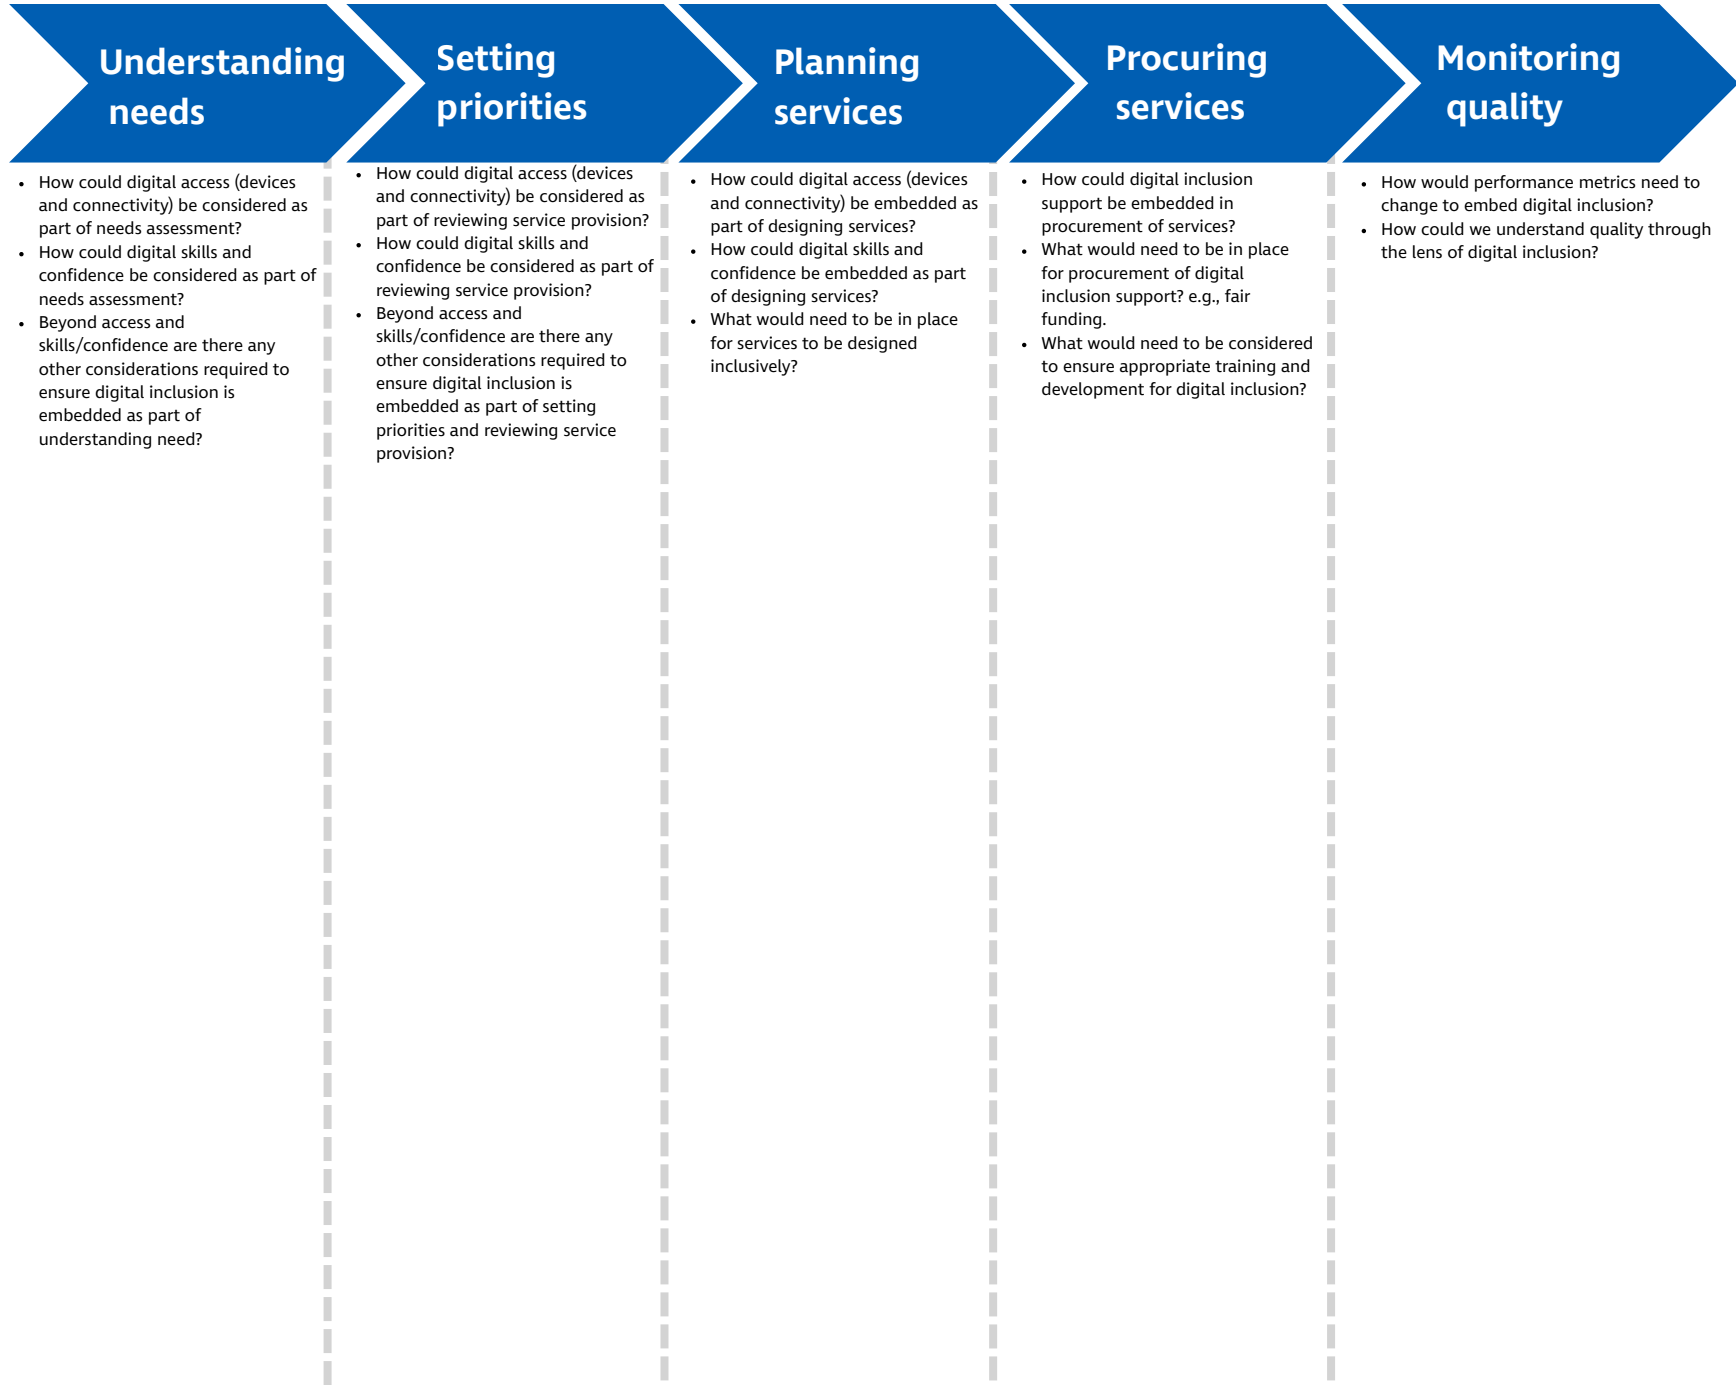 Understanding
needs
Setting
priorities
Planning
services
Procuring
services
Monitoring
quality
• How could digital access (devices
and connectivity) be considered as
part of needs assessment?
• How could digital skills and
confidence be considered as part of
needs assessment?
• Beyond access and
skills/confidence are there any
other considerations required to
ensure digital inclusion is
embedded as part of
understanding need?
• How could digital access (devices
and connectivity) be considered as
part of reviewing service provision?
• How could digital skills and
confidence be considered as part of
reviewing service provision?
• Beyond access and
skills/confidence are there any
other considerations required to
ensure digital inclusion is
embedded as part of setting
priorities and reviewing service
provision?
• How could digital access (devices
and connectivity) be embedded as
part of designing services?
• How could digital skills and
confidence be embedded as part
of designing services?
• What would need to be in place
for services to be designed
inclusively?
• How could digital inclusion
support be embedded in
procurement of services?
• What would need to be in place
for procurement of digital
inclusion support? e.g., fair
funding.
• What would need to be considered
to ensure appropriate training and
development for digital inclusion?
• How would performance metrics need to
change to embed digital inclusion?
• How could we understand quality through
the lens of digital inclusion?